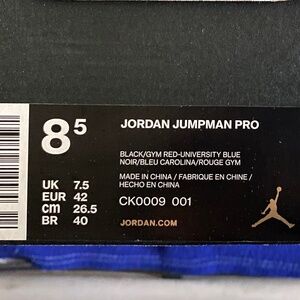 8⁵
JORDAN JUMPMAN PRO
BLACK/GYM RED-UNIVERSITY BLUE
NOIR/BLEU CAROLINA/ROUGE GYM
MADE IN CHINA / FABRIQUE EN CHINE /
HECHO EN CHINA
UK 7.5
EUR 42
cm 26.5
BR 40
CK0009 001
JORDAN.COM